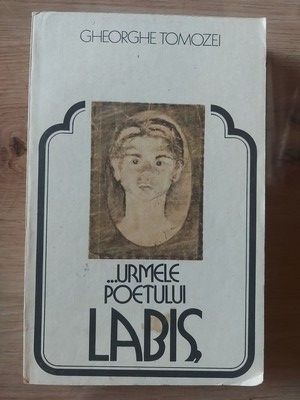 GHEORGHE TOMOZEI
...URMELE
POETULUI
LABIȘ